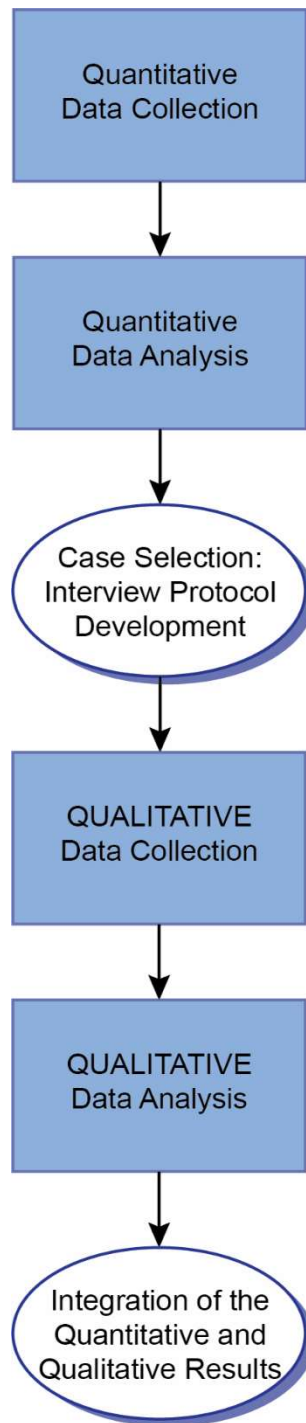 Quantitative
Data Collection
Quantitative
Data Analysis
Case Selection:
Interview Protocol
Development
QUALITATIVE
Data Collection
QUALITATIVE
Data Analysis
Integration of the
Quantitative and
Qualitative Results